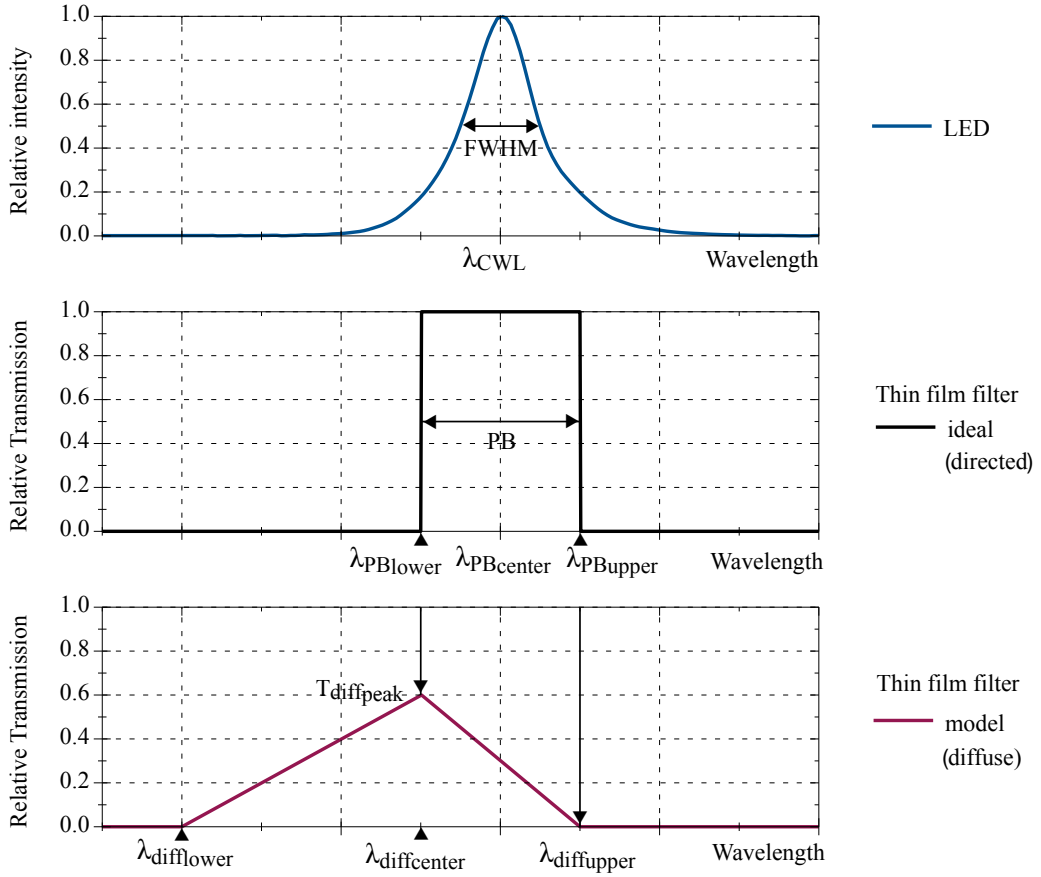 Relative intensity
1.0
0.8
0.6
0.4
0.2
0.0
FWHM
λCWL
Wavelength
LED
Relative Transmission
1.0
0.8
0.6
0.4
0.2
0.0
PB
λPBlower
λPBcenter
λPBupper
Wavelength
Thin film filter
ideal
(directed)
Relative Transmission
1.0
0.8
0.6
0.4
0.2
0.0
Tdiffpeak
λdifflower
λdiffcenter
λdiffupper
Wavelength
Thin film filter
model
(diffuse)